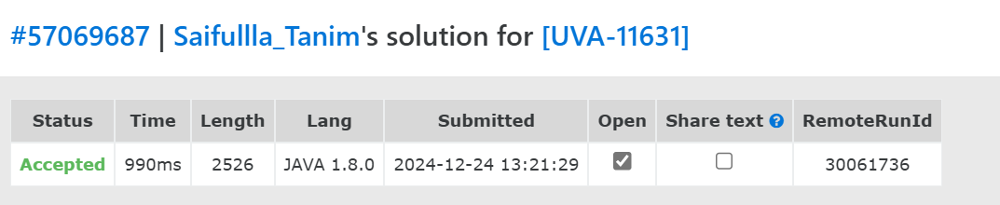 #57069687 | Saifullla_Tanim's solution for [UVA-11631]
Status Time Length Lang Submitted Open Share text ? RemoteRunId
Accepted 990ms 2526 JAVA 1.8.0 2024-12-24 13:21:29 30061736